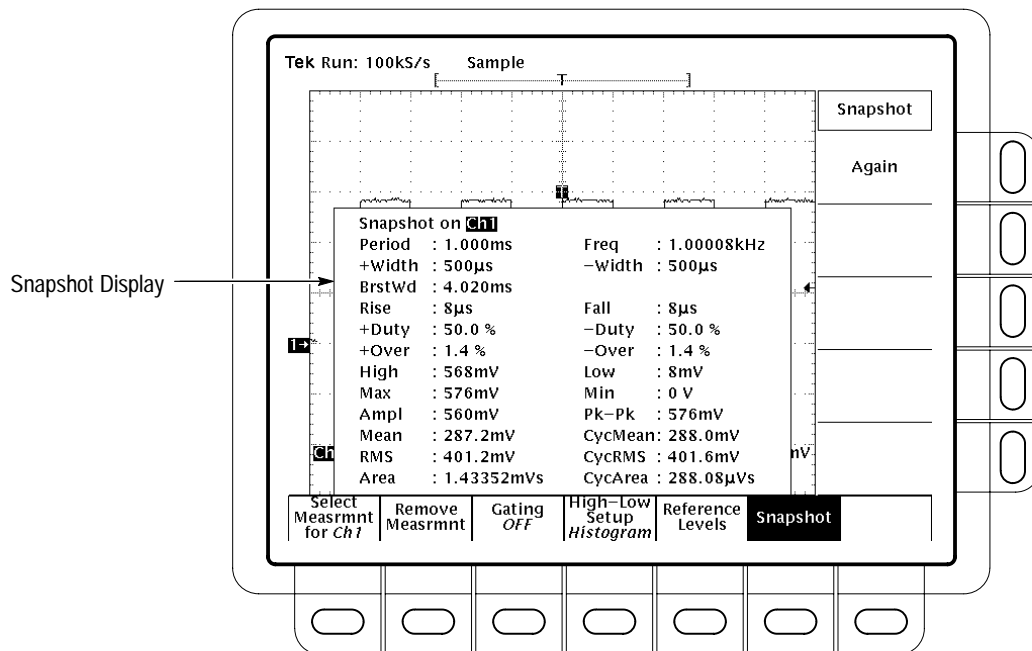 Tek Run: 100kS/s Sample
[ T ]
Snapshot
Again
T
Snapshot Display
Snapshot on Ch1
Period : 1.000ms Freq : 1.00008kHz
+Width : 500µs −Width : 500µs
BrstWd : 4.020ms
Rise : 8µs Fall : 8µs
+Duty : 50.0 % −Duty : 50.0 %
1→
+Over : 1.4 % −Over : 1.4 %
High : 568mV Low : 8mV
Max : 576mV Min : 0 V
Ampl : 560mV Pk−Pk : 576mV
Mean : 287.2mV CycMean: 288.0mV
Ch
RMS : 401.2mV CycRMS : 401.6mV
mV
Area : 1.43352mVs CycArea : 288.08µVs
Select
Measrmnt
for Ch1
Remove
Measrmnt
Gating
OFF
High−Low
Setup
Histogram
Reference
Levels
Snapshot